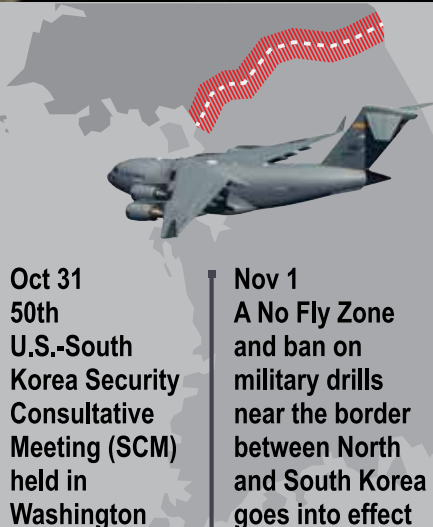 Oct 31
50th
U.S.-South
Korea Security
Consultative
Meeting (SCM)
held in
Washington
Nov 1
A No Fly Zone
and ban on
military drills
near the border
between North
and South Korea
goes into effect